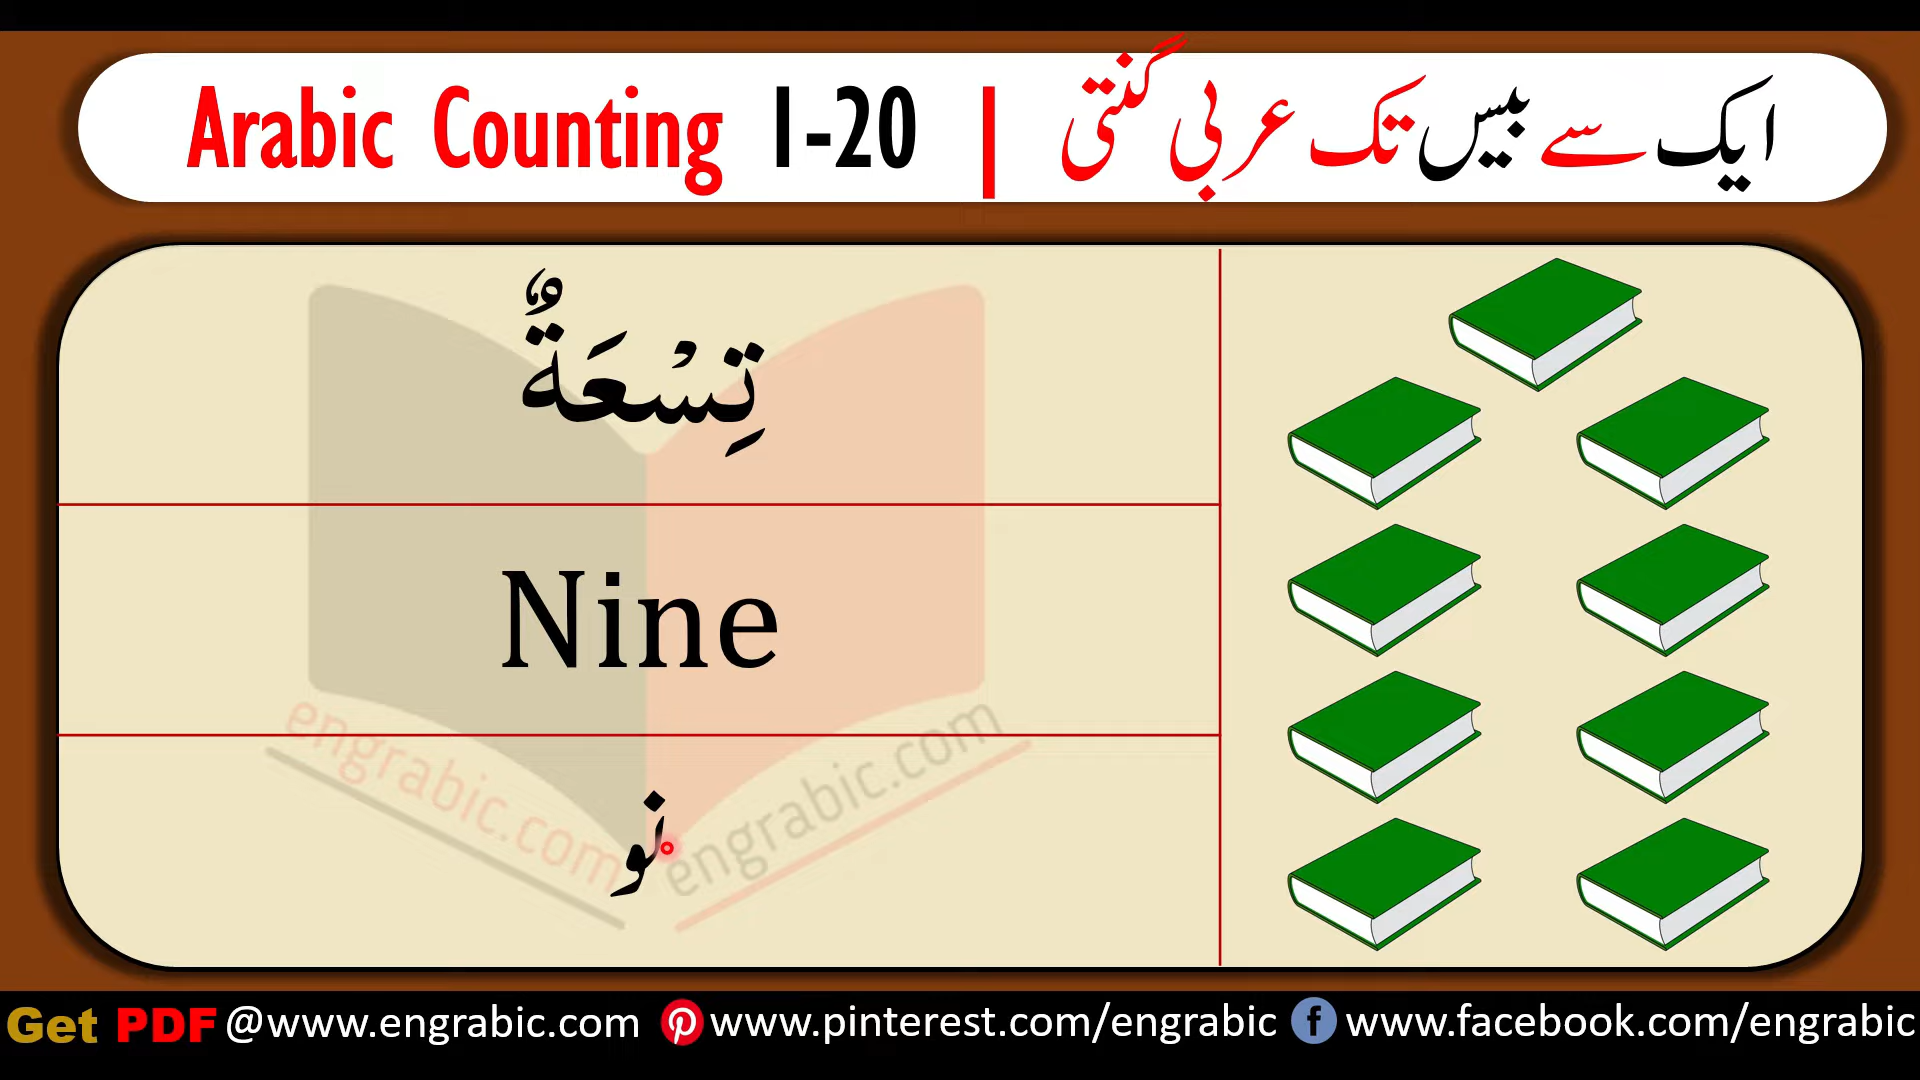 Arabic Counting 1-20 | ایک سے بیس تک عربی گنتی
تِسْعَةٌ
Nine
نو
engrabic.com engrabic.com
Get PDF @www.engrabic.com www.pinterest.com/engrabic www.facebook.com/engrabic